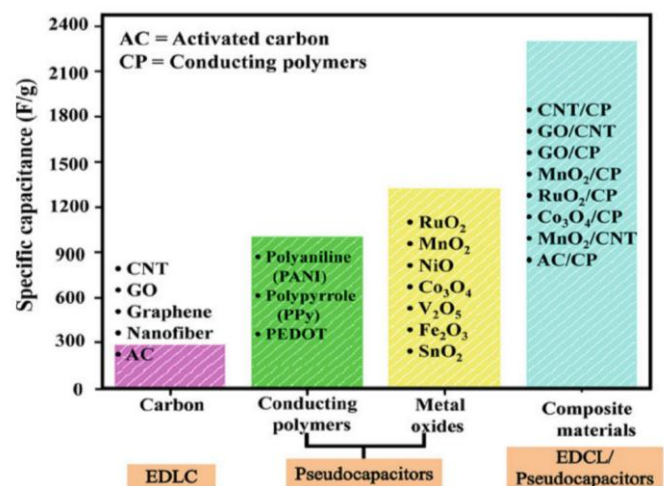 2400
2100
1800
1500
1200
900
600
300
0
Specific capacitance (F/g)
AC = Activated carbon
CP = Conducting polymers
• CNT
• GO
• Graphene
• Nanofiber
• AC
• Polyaniline
(PANI)
• Polypyrrole
(PPy)
• PEDOT
• RuO₂
• MnO₂
• NiO
• Co₃O₄
• V₂O₅
• Fe₂O₃
• SnO₂
• CNT/CP
• GO/CNT
• GO/CP
• MnO₂/CP
• RuO₂/CP
• Co₃O₄/CP
• MnO₂/CNT
• AC/CP
Carbon
Conducting
polymers
Metal
oxides
Composite
materials
EDLC
Pseudocapacitors
EDCL/
Pseudocapacitors